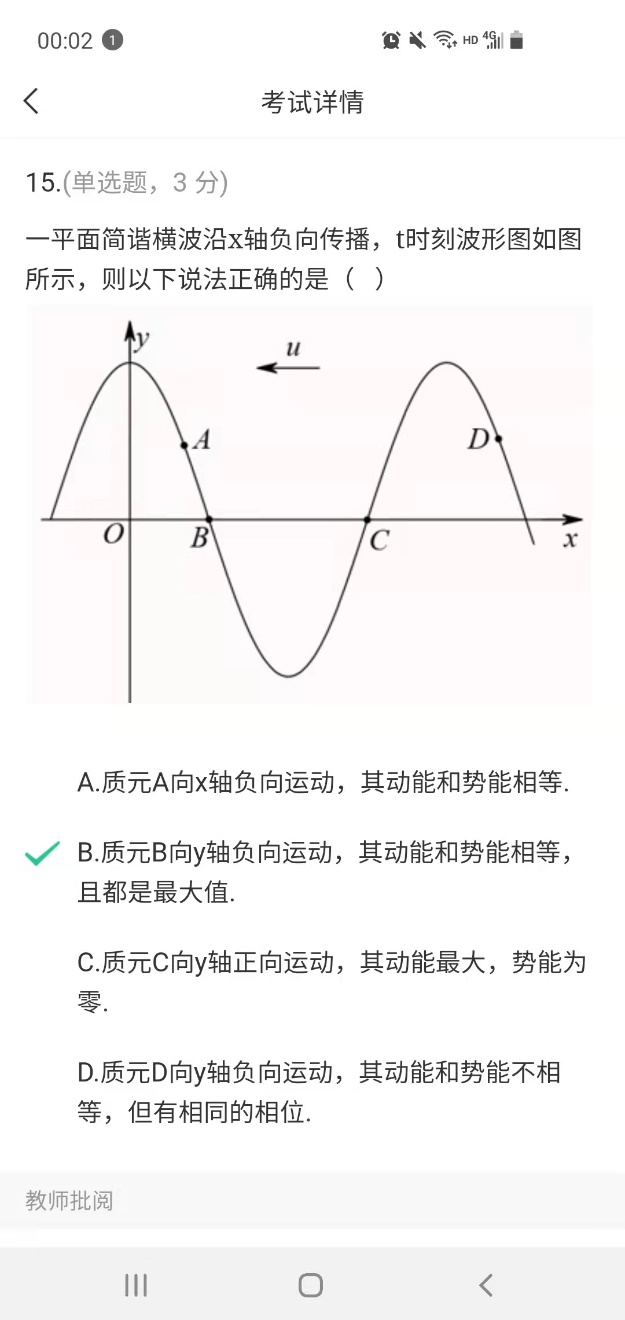 00:02 1 HD 4G
考试详情
15.(单选题，3 分)
一平面简谐横波沿x轴负向传播，t时刻波形图如图
所示，则以下说法正确的是（ ）
y
u
A
D
O
B
C
x
A.质元A向x轴负向运动，其动能和势能相等.
B.质元B向y轴负向运动，其动能和势能相等，
且都是最大值.
C.质元C向y轴正向运动，其动能最大，势能为
零.
D.质元D向y轴负向运动，其动能和势能不相
等，但有相同的相位.
教师批阅